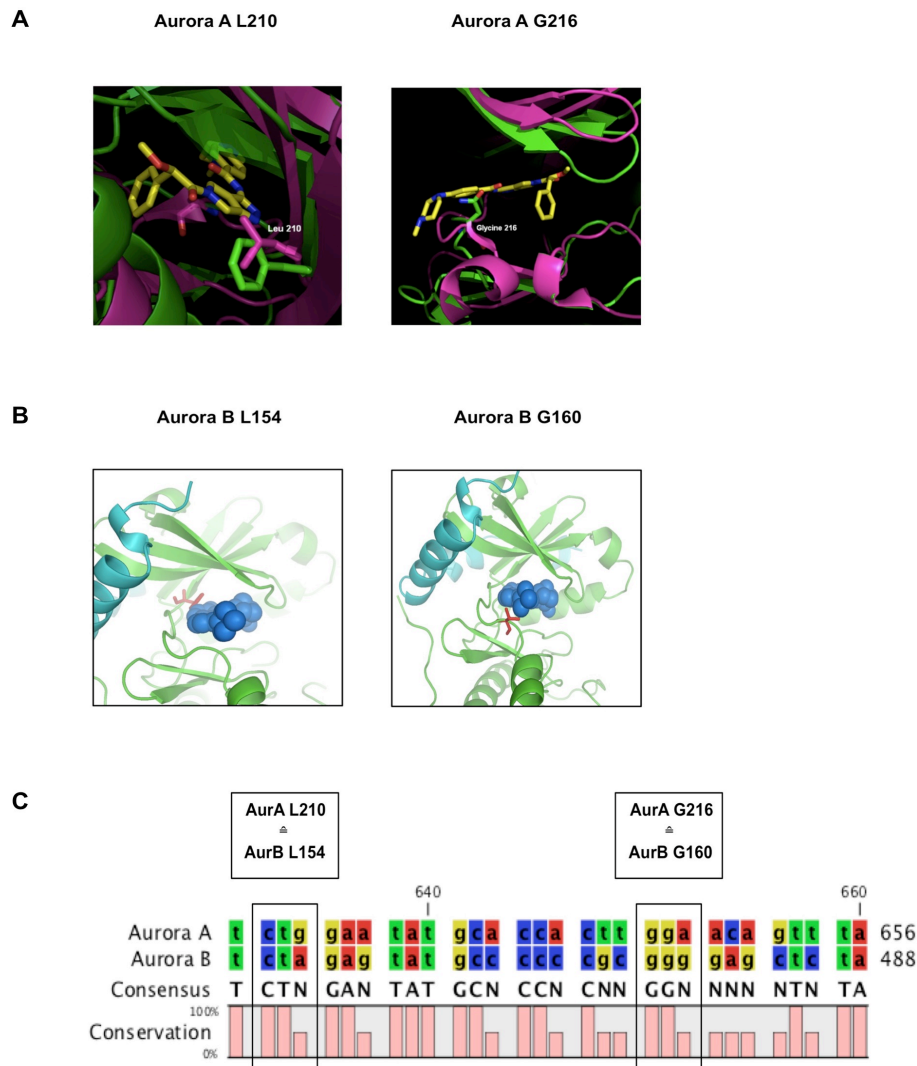 A
Aurora A L210
Aurora A G216
Leu 210
Glycine 216
B
Aurora B L154
Aurora B G160
C
AurA L210
≙
AurB L154
AurA G216
≙
AurB G160
640
660
Aurora A t ctg gaa tat gca cca ctt gga aca gtt ta 656
Aurora B t cta gag tat gcc ccc cgc ggg gag ctc ta 488
Consensus T CTN GAN TAT GCN CCN CNN GGN NNN NTN TA
100%
Conservation
0%